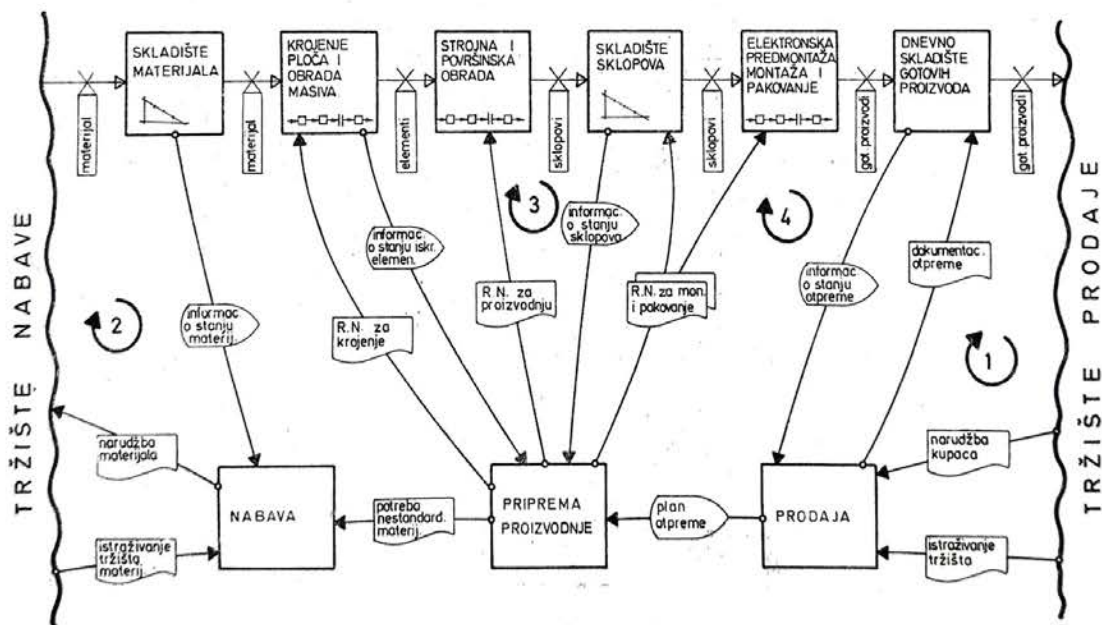 SKLADIŠTE
MATERIJALA
KROJENJE
PLOČA I
OBRADA
MASIVA
STROJNA I
POVRŠINSKA
OBRADA
SKLADIŠTE
SKLOPOVA
ELEKTRONSKA
PREDMONTAŽA
MONTAŽA I
PAKOVANJE
DNEVNO
SKLADIŠTE
GOTOVIH
PROIZVODA
materijal
materijal
elementi
sklopovi
sklopovi
got. proizvodi
got. proizvodi
TRŽIŠTE NABAVE
TRŽIŠTE PRODAJE
2
3
4
1
informac.
o stanju
materij.
R.N. za
krojenje
informac.
o stanju iskr.
elemen.
R.N. za
proizvodnju
informac.
o stanju
sklopova
R.N. za mon.
i pakovanje
informac.
o stanju
otpreme
dokumentac.
otpreme
narudžba
materijala
istraživanje
tržišta
materij.
NABAVA
potreba
nestandard.
materij.
PRIPREMA
PROIZVODNJE
plan
otpreme
PRODAJA
narudžba
kupaca
istraživanje
tržišta